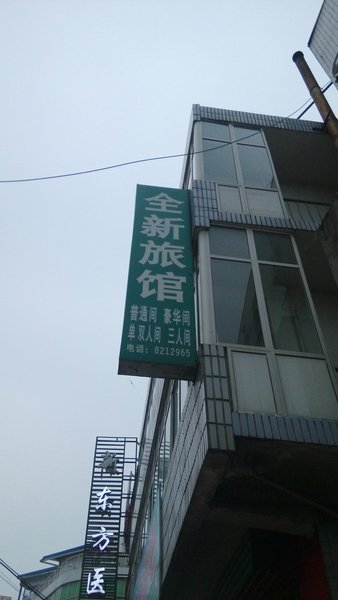 全新旅馆
普通间 豪华间
单双人间 三人间
电话: 8212965
新东方医